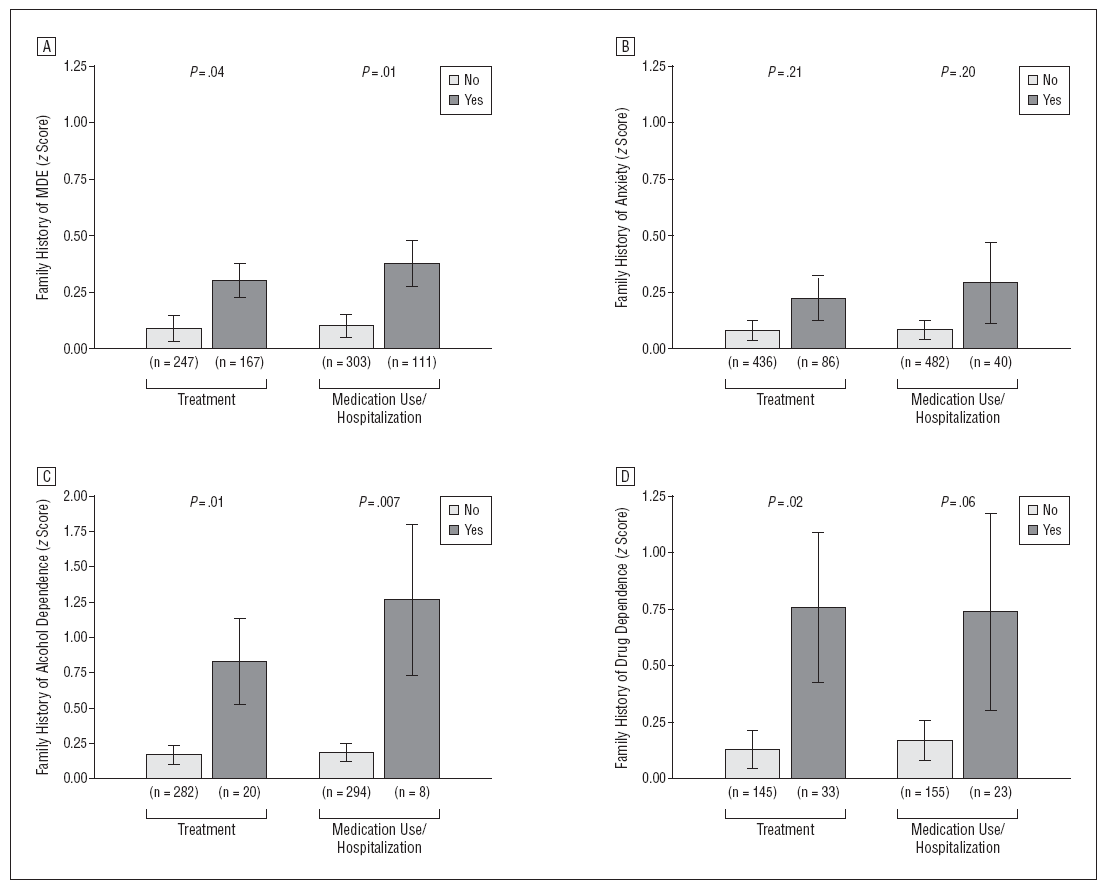 A
P=.04
P=.01
No
Yes
1.25
1.00
0.75
0.50
0.25
0.00
Family History of MDE (z Score)
(n = 247) (n = 167) (n = 303) (n = 111)
Treatment
Medication Use/
Hospitalization
B
P=.21
P=.20
No
Yes
1.25
1.00
0.75
0.50
0.25
0.00
Family History of Anxiety (z Score)
(n = 436) (n = 86) (n = 482) (n = 40)
Treatment
Medication Use/
Hospitalization
C
P=.01
P=.007
No
Yes
2.00
1.75
1.50
1.25
1.00
0.75
0.50
0.25
0.00
Family History of Alcohol Dependence (z Score)
(n = 282) (n = 20) (n = 294) (n = 8)
Treatment
Medication Use/
Hospitalization
D
P=.02
P=.06
No
Yes
1.25
1.00
0.75
0.50
0.25
0.00
Family History of Drug Dependence (z Score)
(n = 145) (n = 33) (n = 155) (n = 23)
Treatment
Medication Use/
Hospitalization